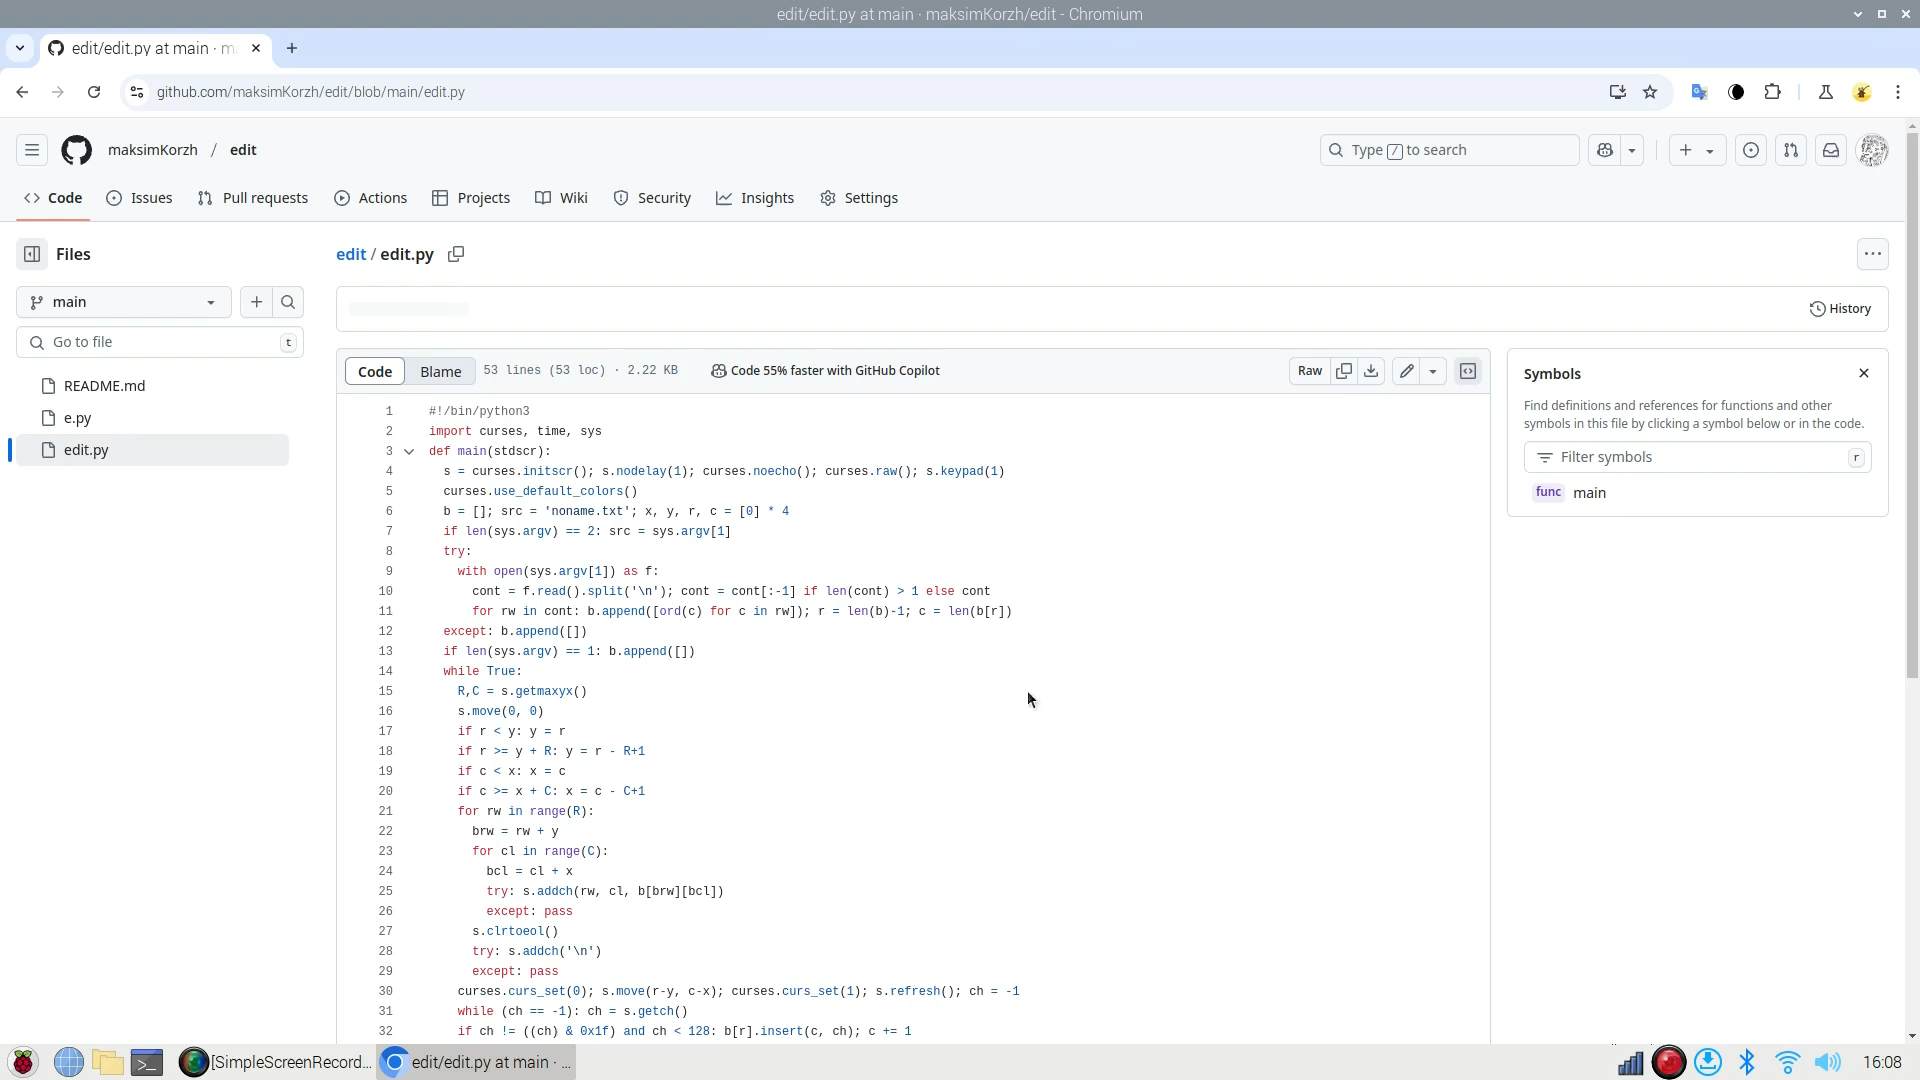 edit/edit.py at main · maksimKorzh/edit - Chromium
edit/edit.py at main · m
github.com/maksimKorzh/edit/blob/main/edit.py
maksimKorzh / edit
Type / to search
Code Issues Pull requests Actions Projects Wiki Insights Security Settings
Files
edit / edit.py
main
History
Go to file t
README.md
e.py
edit.py
Code Blame 53 lines (53 loc) · 2.22 KB Code 55% faster with GitHub Copilot Raw
Symbols
Find definitions and references for functions and other
symbols in this file by clicking a symbol below or in the code.
Filter symbols r
func main
1 #!/bin/python3
2 import curses, time, sys
3 def main(stdscr):
4 s = curses.initscr(); s.nodelay(1); curses.noecho(); curses.raw(); s.keypad(1)
5 curses.use_default_colors()
6 b = []; src = 'noname.txt'; x, y, r, c = [0] * 4
7 if len(sys.argv) == 2: src = sys.argv[1]
8 try:
9 with open(sys.argv[1]) as f:
10 cont = f.read().split('\n'); cont = cont[:-1] if len(cont) > 1 else cont
11 for rw in cont: b.append([ord(c) for c in rw]); r = len(b)-1; c = len(b[r])
12 except: b.append([])
13 if len(sys.argv) == 1: b.append([])
14 while True:
15 R,C = s.getmaxyx()
16 s.move(0, 0)
17 if r < y: y = r
18 if r >= y + R: y = r - R+1
19 if c < x: x = c
20 if c >= x + C: x = c - C+1
21 for rw in range(R):
22 brw = rw + y
23 for cl in range(C):
24 bcl = cl + x
25 try: s.addch(rw, cl, b[brw][bcl])
26 except: pass
27 s.clrtoeol()
28 try: s.addch('\n')
29 except: pass
30 curses.curs_set(0); s.move(r-y, c-x); curses.curs_set(1); s.refresh(); ch = -1
31 while (ch == -1): ch = s.getch()
32 if ch != ((ch) & 0x1f) and ch < 128: b[r].insert(c, ch); c += 1
[SimpleScreenRecord... edit/edit.py at main · ... 16:08